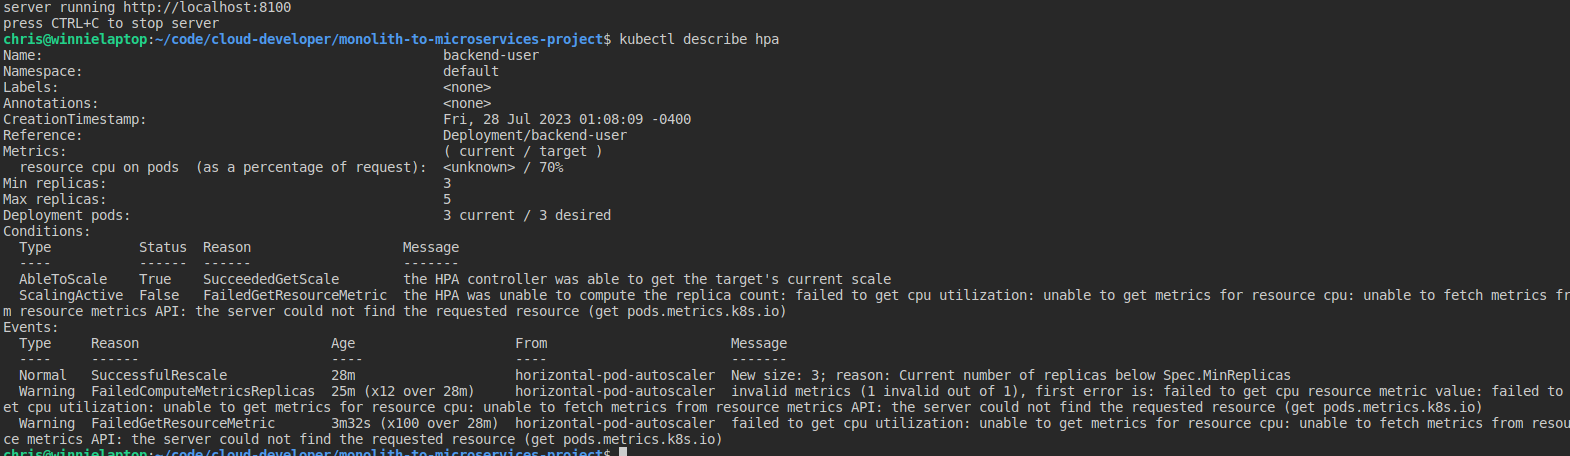 server running http://localhost:8100
press CTRL+C to stop server
chris@winnielaptop:~/code/cloud-developer/monolith-to-microservices-project$ kubectl describe hpa
Name:                                                  backend-user
Namespace:                                             default
Labels:                                                <none>
Annotations:                                           <none>
CreationTimestamp:                                     Fri, 28 Jul 2023 01:08:09 -0400
Reference:                                             Deployment/backend-user
Metrics:                                               ( current / target )
  resource cpu on pods  (as a percentage of request):  <unknown> / 70%
Min replicas:                                          3
Max replicas:                                          5
Deployment pods:                                       3 current / 3 desired
Conditions:
  Type           Status  Reason                   Message
  ----           ------  ------                   -------
  AbleToScale    True    SucceededGetScale        the HPA controller was able to get the target's current scale
  ScalingActive  False   FailedGetResourceMetric  the HPA was unable to compute the replica count: failed to get cpu utilization: unable to get metrics for resource cpu: unable to fetch metrics fr
m resource metrics API: the server could not find the requested resource (get pods.metrics.k8s.io)
Events:
  Type     Reason                        Age                   From                       Message
  ----     ------                        ----                  ----                       -------
  Normal   SuccessfulRescale             28m                   horizontal-pod-autoscaler  New size: 3; reason: Current number of replicas below Spec.MinReplicas
  Warning  FailedComputeMetricsReplicas  25m (x12 over 28m)    horizontal-pod-autoscaler  invalid metrics (1 invalid out of 1), first error is: failed to get cpu resource metric value: failed to
et cpu utilization: unable to get metrics for resource cpu: unable to fetch metrics from resource metrics API: the server could not find the requested resource (get pods.metrics.k8s.io)
  Warning  FailedGetResourceMetric       3m32s (x100 over 28m)  horizontal-pod-autoscaler  failed to get cpu utilization: unable to get metrics for resource cpu: unable to fetch metrics from resou
ce metrics API: the server could not find the requested resource (get pods.metrics.k8s.io)
chris@winnielaptop:~/code/cloud-developer/monolith-to-microservices-project$